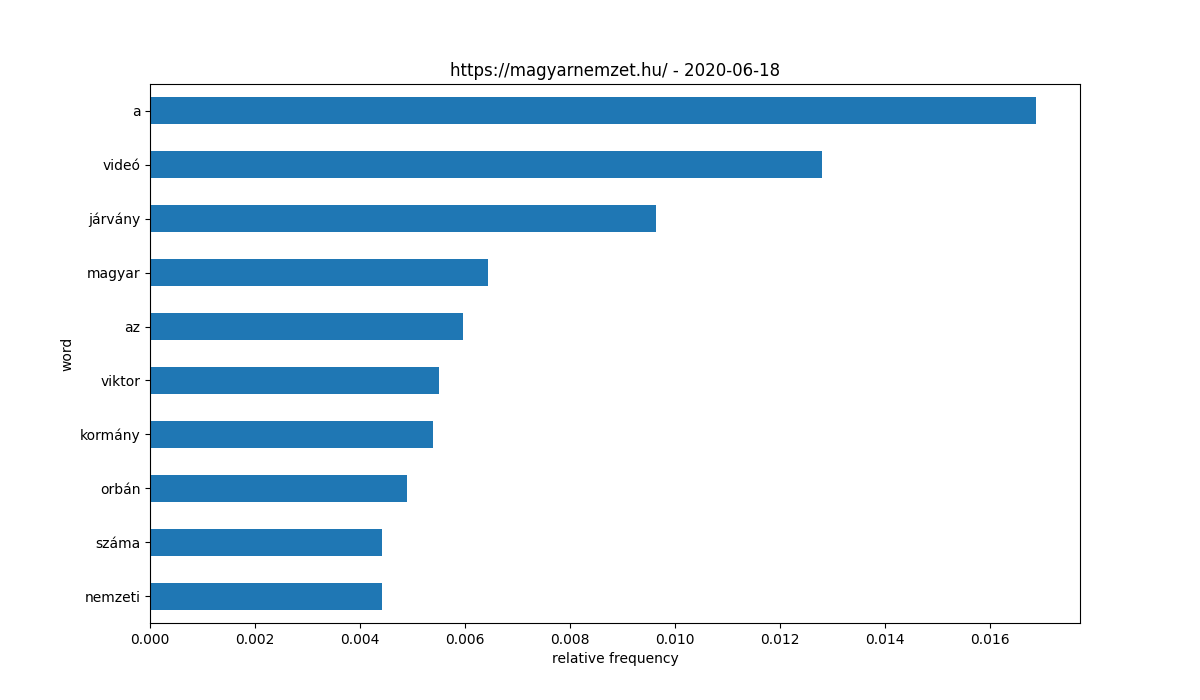 https://magyarnemzet.hu/ - 2020-06-18
a
videó
járvány
magyar
az
viktor
kormány
orbán
száma
nemzeti
word
0.000 0.002 0.004 0.006 0.008 0.010 0.012 0.014 0.016
relative frequency